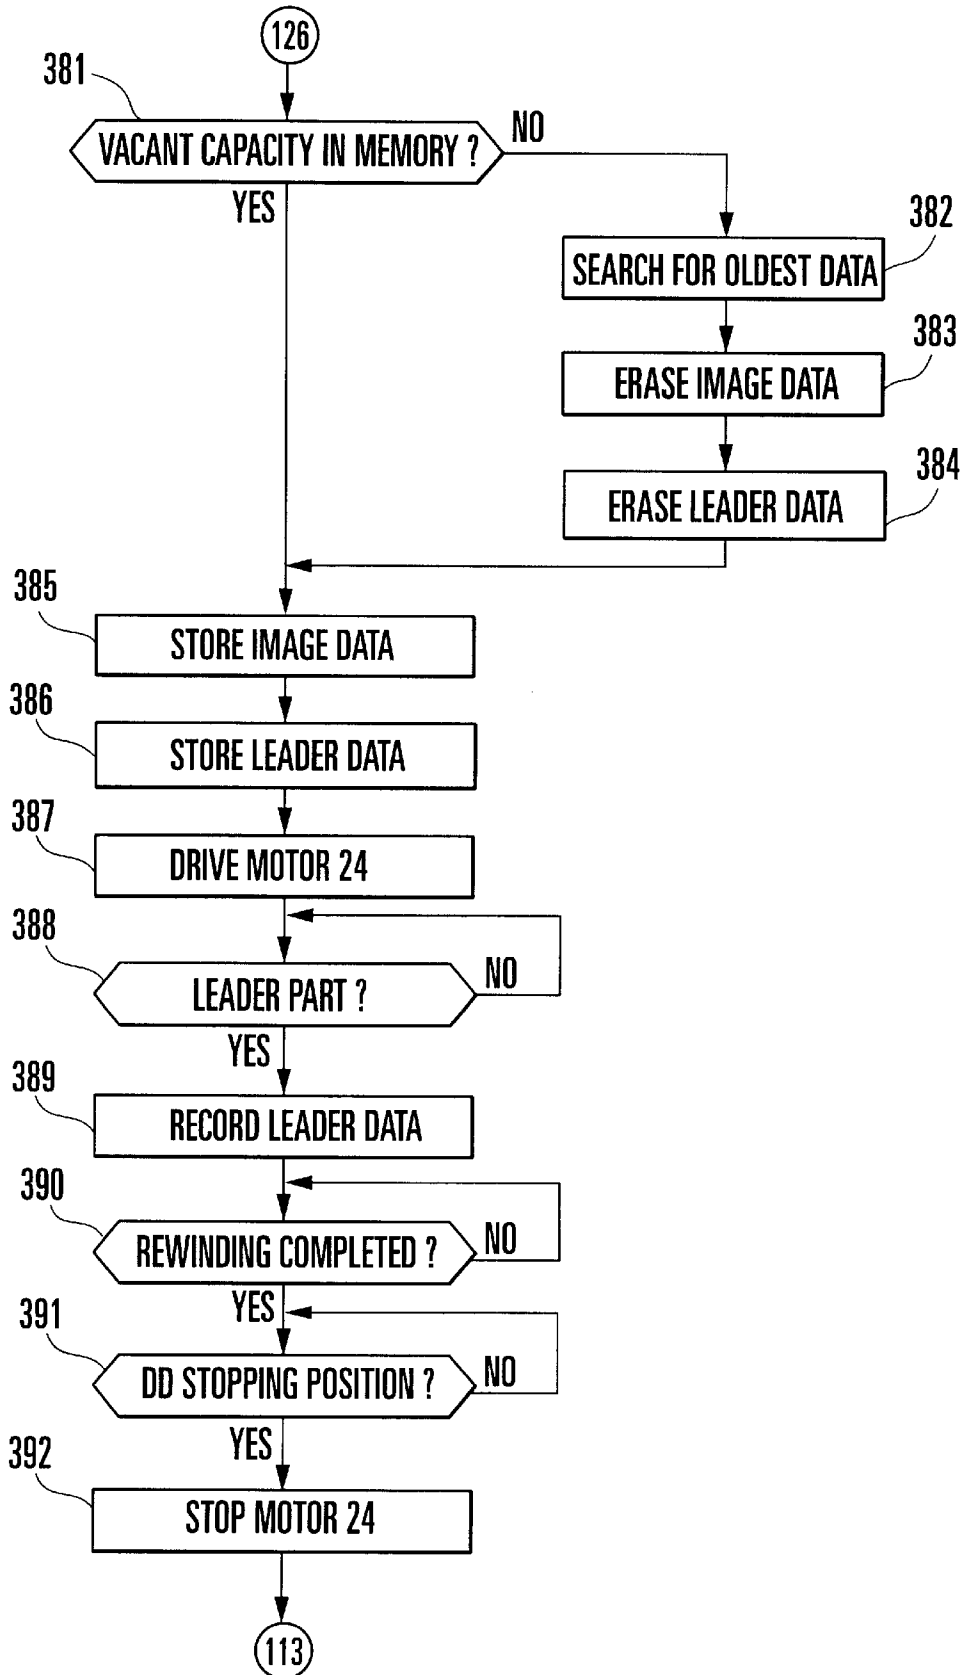 126
381
VACANT CAPACITY IN MEMORY ?
NO
YES
382
SEARCH FOR OLDEST DATA
383
ERASE IMAGE DATA
384
ERASE LEADER DATA
385
STORE IMAGE DATA
386
STORE LEADER DATA
387
DRIVE MOTOR 24
388
LEADER PART ?
NO
YES
389
RECORD LEADER DATA
390
REWINDING COMPLETED ?
NO
YES
391
DD STOPPING POSITION ?
NO
YES
392
STOP MOTOR 24
113